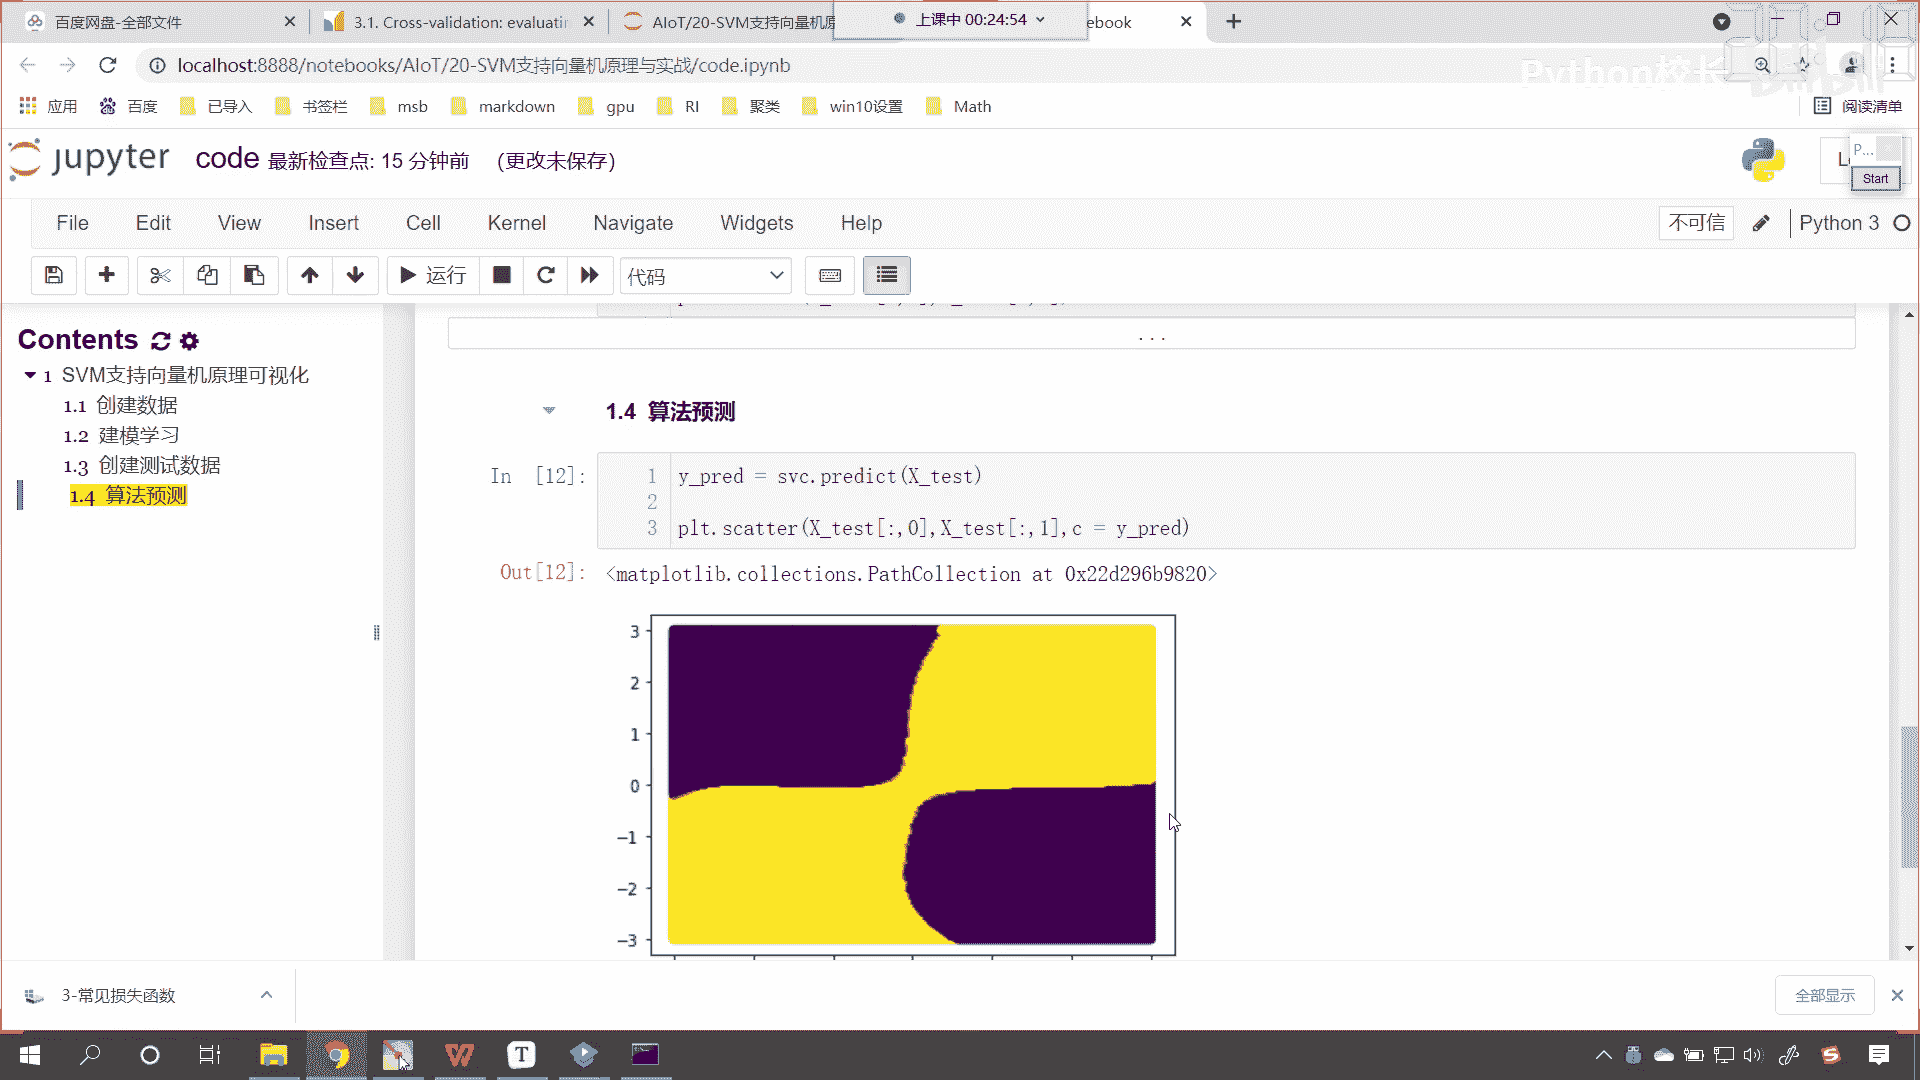 百度网盘-全部文件
3.1. Cross-validation: evaluatin
AIoT/20-SVM支持向量机原
上课中 00:24:54
ebook
localhost:8888/notebooks/AIoT/20-SVM支持向量机原理与实战/code.ipynb
Python校长
应用
百度
已导入
书签栏
msb
markdown
gpu
RI
聚类
win10设置
Math
阅读清单
jupyter
code 最新检查点: 15 分钟前 (更改未保存)
P...
Start
File Edit View Insert Cell Kernel Navigate Widgets Help
不可信
Python 3
运行
代码
Contents
1 SVM支持向量机原理可视化
1.1 创建数据
1.2 建模学习
1.3 创建测试数据
1.4 算法预测
...
1.4 算法预测
In [12]:
1 y_pred = svc.predict(X_test)
2
3 plt.scatter(X_test[:,0],X_test[:,1],c = y_pred)
Out[12]: <matplotlib.collections.PathCollection at 0x22d296b9820>
3
2
1
0
−1
−2
−3
3-常见损失函数
全部显示